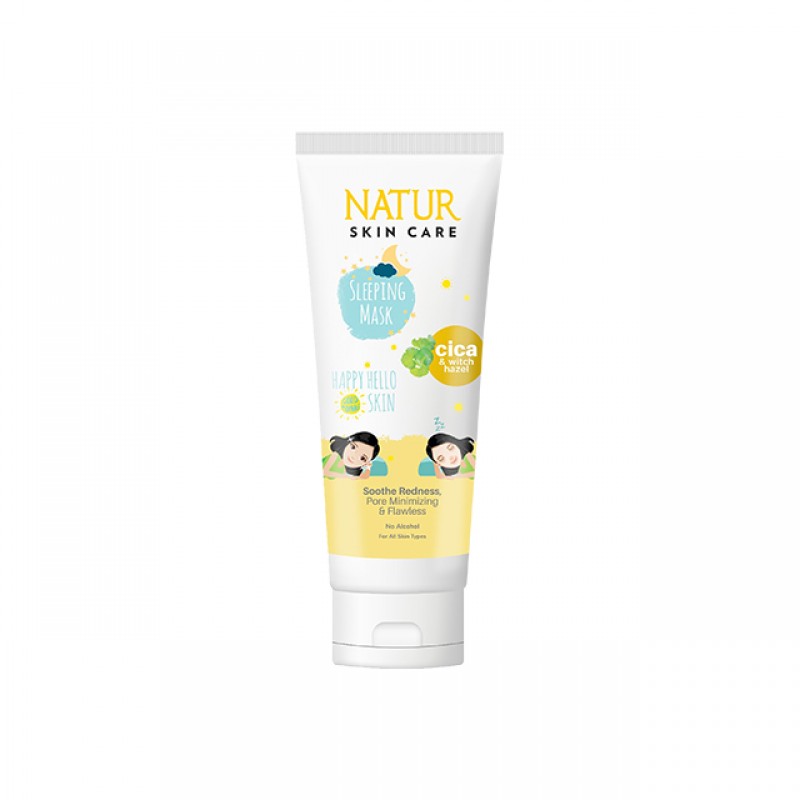 NATUR
SKIN CARE
SLEEPING
MASK
cica
& witch
hazel
HAPPY HELLO
SKIN
Soothe Redness,
Pore Minimizing
& Flawless
No Alcohol
For All Skin Types